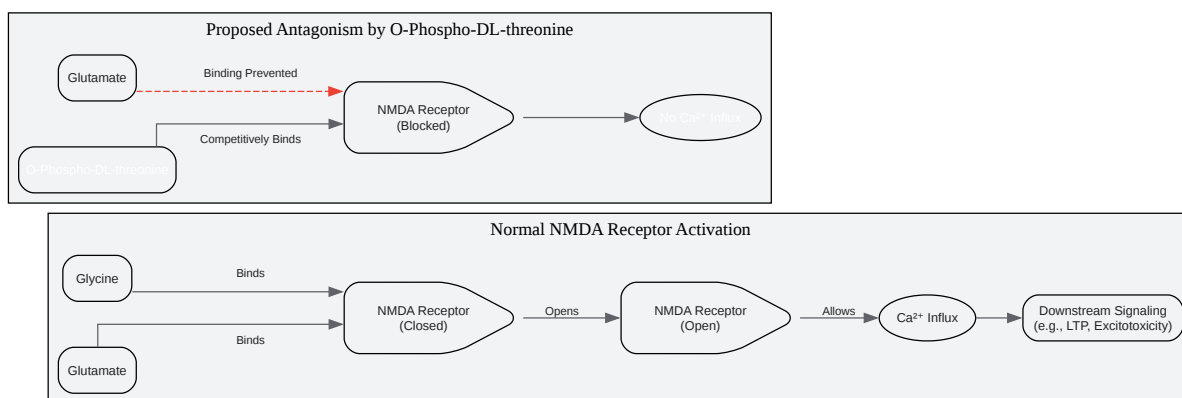 Proposed Antagonism by O-Phospho-DL-threonine
Glutamate
Binding Prevented
NMDA Receptor
(Blocked)
No Ca²⁺ Influx
Competitively Binds
O-Phospho-DL-threonine
Normal NMDA Receptor Activation
Glycine
Binds
NMDA Receptor
(Closed)
Opens
NMDA Receptor
(Open)
Allows
Ca²⁺ Influx
Downstream Signaling
(e.g., LTP, Excitotoxicity)
Binds
Glutamate